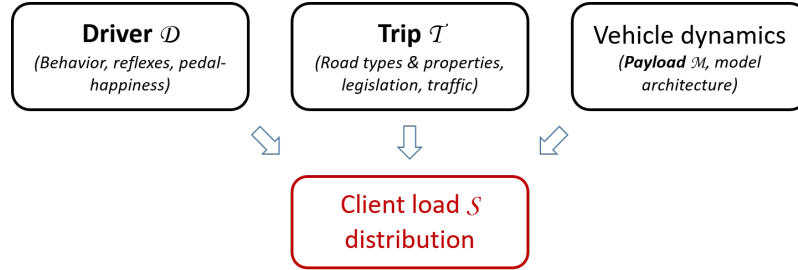 Driver 𝒟
(Behavior, reflexes, pedal-
happiness)
Trip 𝒯
(Road types & properties,
legislation, traffic)
Vehicle dynamics
(Payload ℳ, model
architecture)
Client load 𝒮
distribution